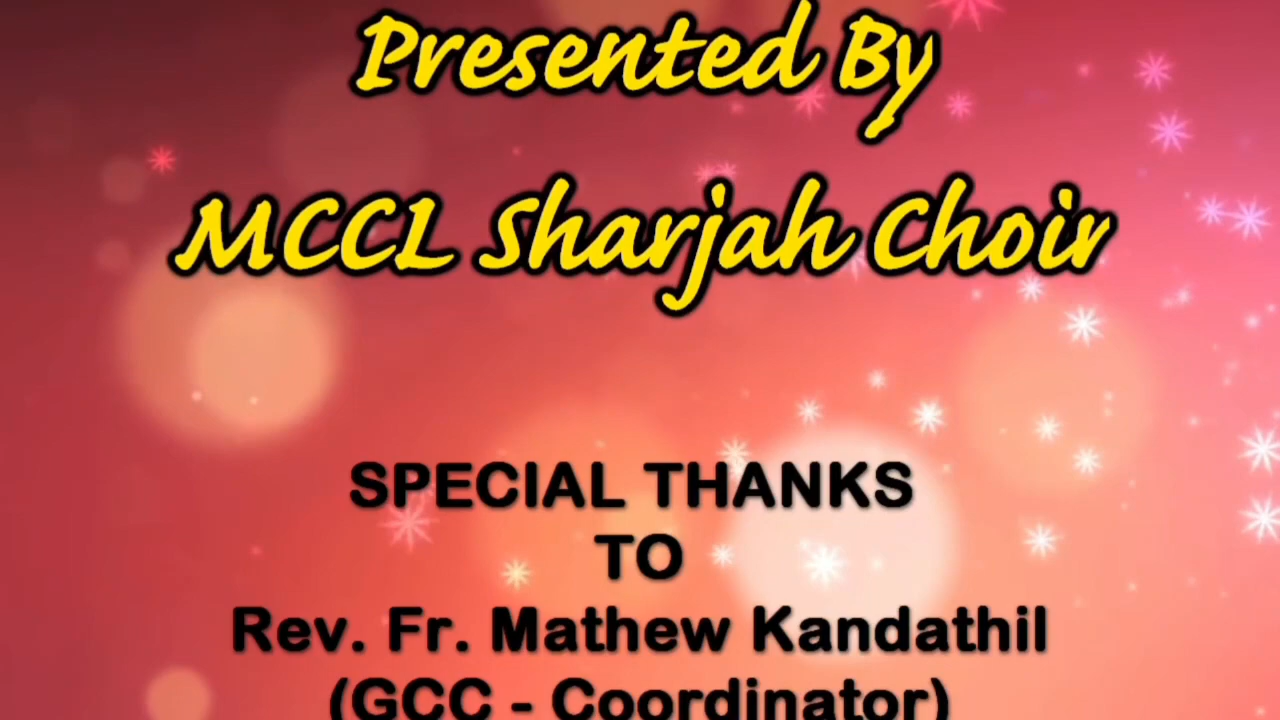 Presented By
MCCL Sharjah Choir
SPECIAL THANKS
TO
Rev. Fr. Mathew Kandathil
(GCC - Coordinator)